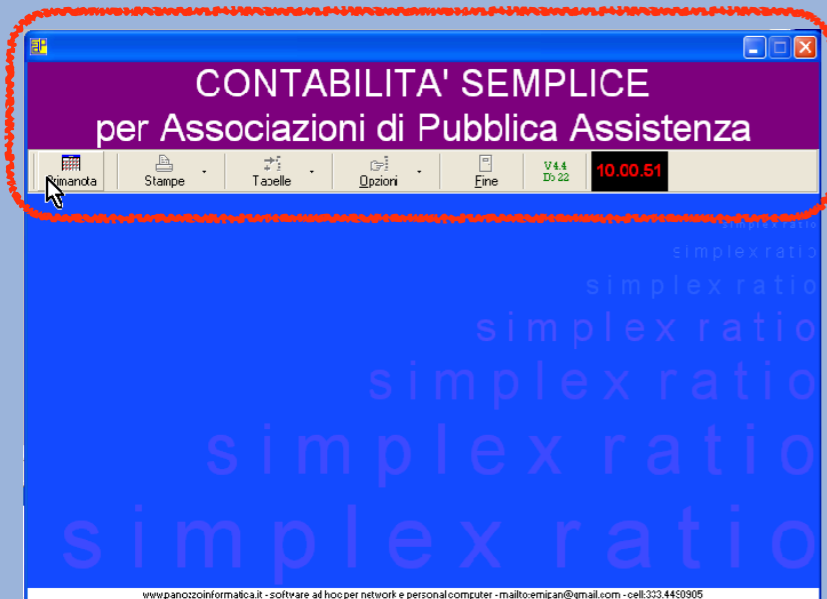 CONTABILITA' SEMPLICE
per Associazioni di Pubblica Assistenza
Primanota Stampe Tabelle Opzioni Fine V4.4 10.00.51
Db 22
simplex ratio
simplex ratio
simplex ratio
simplex ratio
simplex ratio
simplex ratio
simplex ratio
www.panozzoinformatica.it - software ad hoc per network e personal computer - mailto:emipan@gmail.com - cell:333.4490905